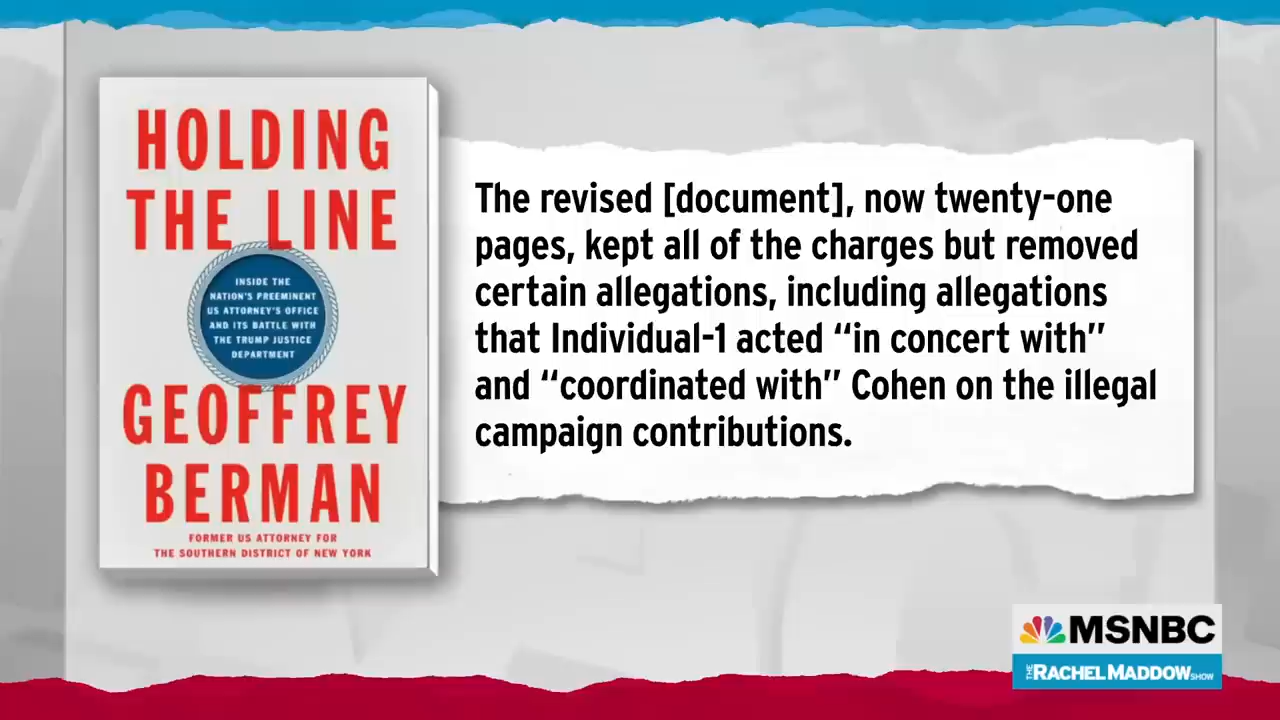 HOLDING
THE LINE
INSIDE THE
NATION'S PREEMINENT
US ATTORNEY'S OFFICE
AND ITS BATTLE WITH
THE TRUMP JUSTICE
DEPARTMENT
GEOFFREY
BERMAN
FORMER US ATTORNEY FOR
THE SOUTHERN DISTRICT OF NEW YORK
The revised [document], now twenty-one
pages, kept all of the charges but removed
certain allegations, including allegations
that Individual-1 acted “in concert with”
and “coordinated with” Cohen on the illegal
campaign contributions.
MSNBC
THE RACHEL MADDOW SHOW